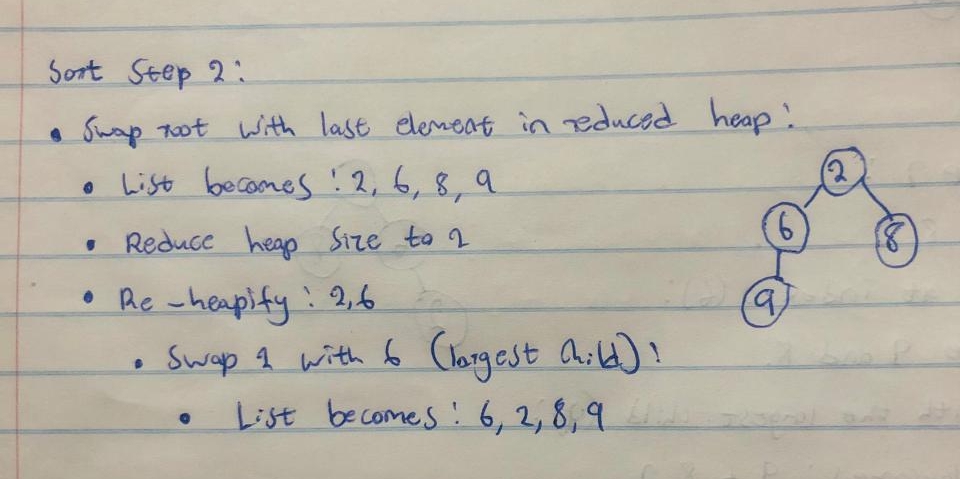 Sort Step 2:
• Swap root with last element in reduced heap:
• List becomes : 2, 6, 8, 9
• Reduce heap size to 2
• Re-heapify : 2,6
• Swap 2 with 6 (largest child):
• List becomes : 6, 2, 8, 9
2
6
8
9